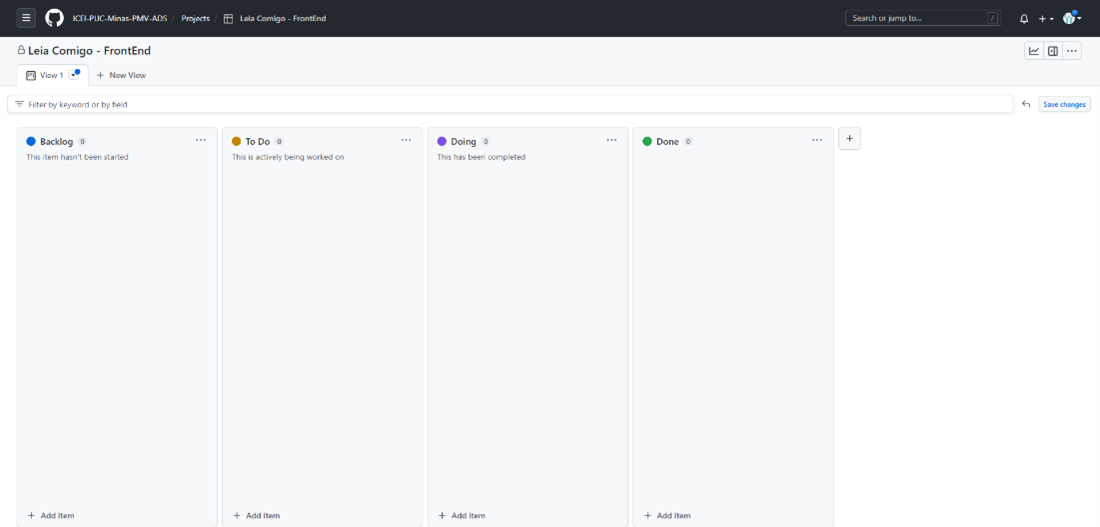 ICEI-PUC-Minas-PMV-ADS / Projects / Leia Comigo - FrontEnd
Search or jump to... /
Leia Comigo - FrontEnd
View 1 + New View
Filter by keyword or by field
Save changes
Backlog 0
This item hasn't been started
To Do 0
This is actively being worked on
Doing 0
This has been completed
Done 0
+ Add item
+ Add item
+ Add item
+ Add item